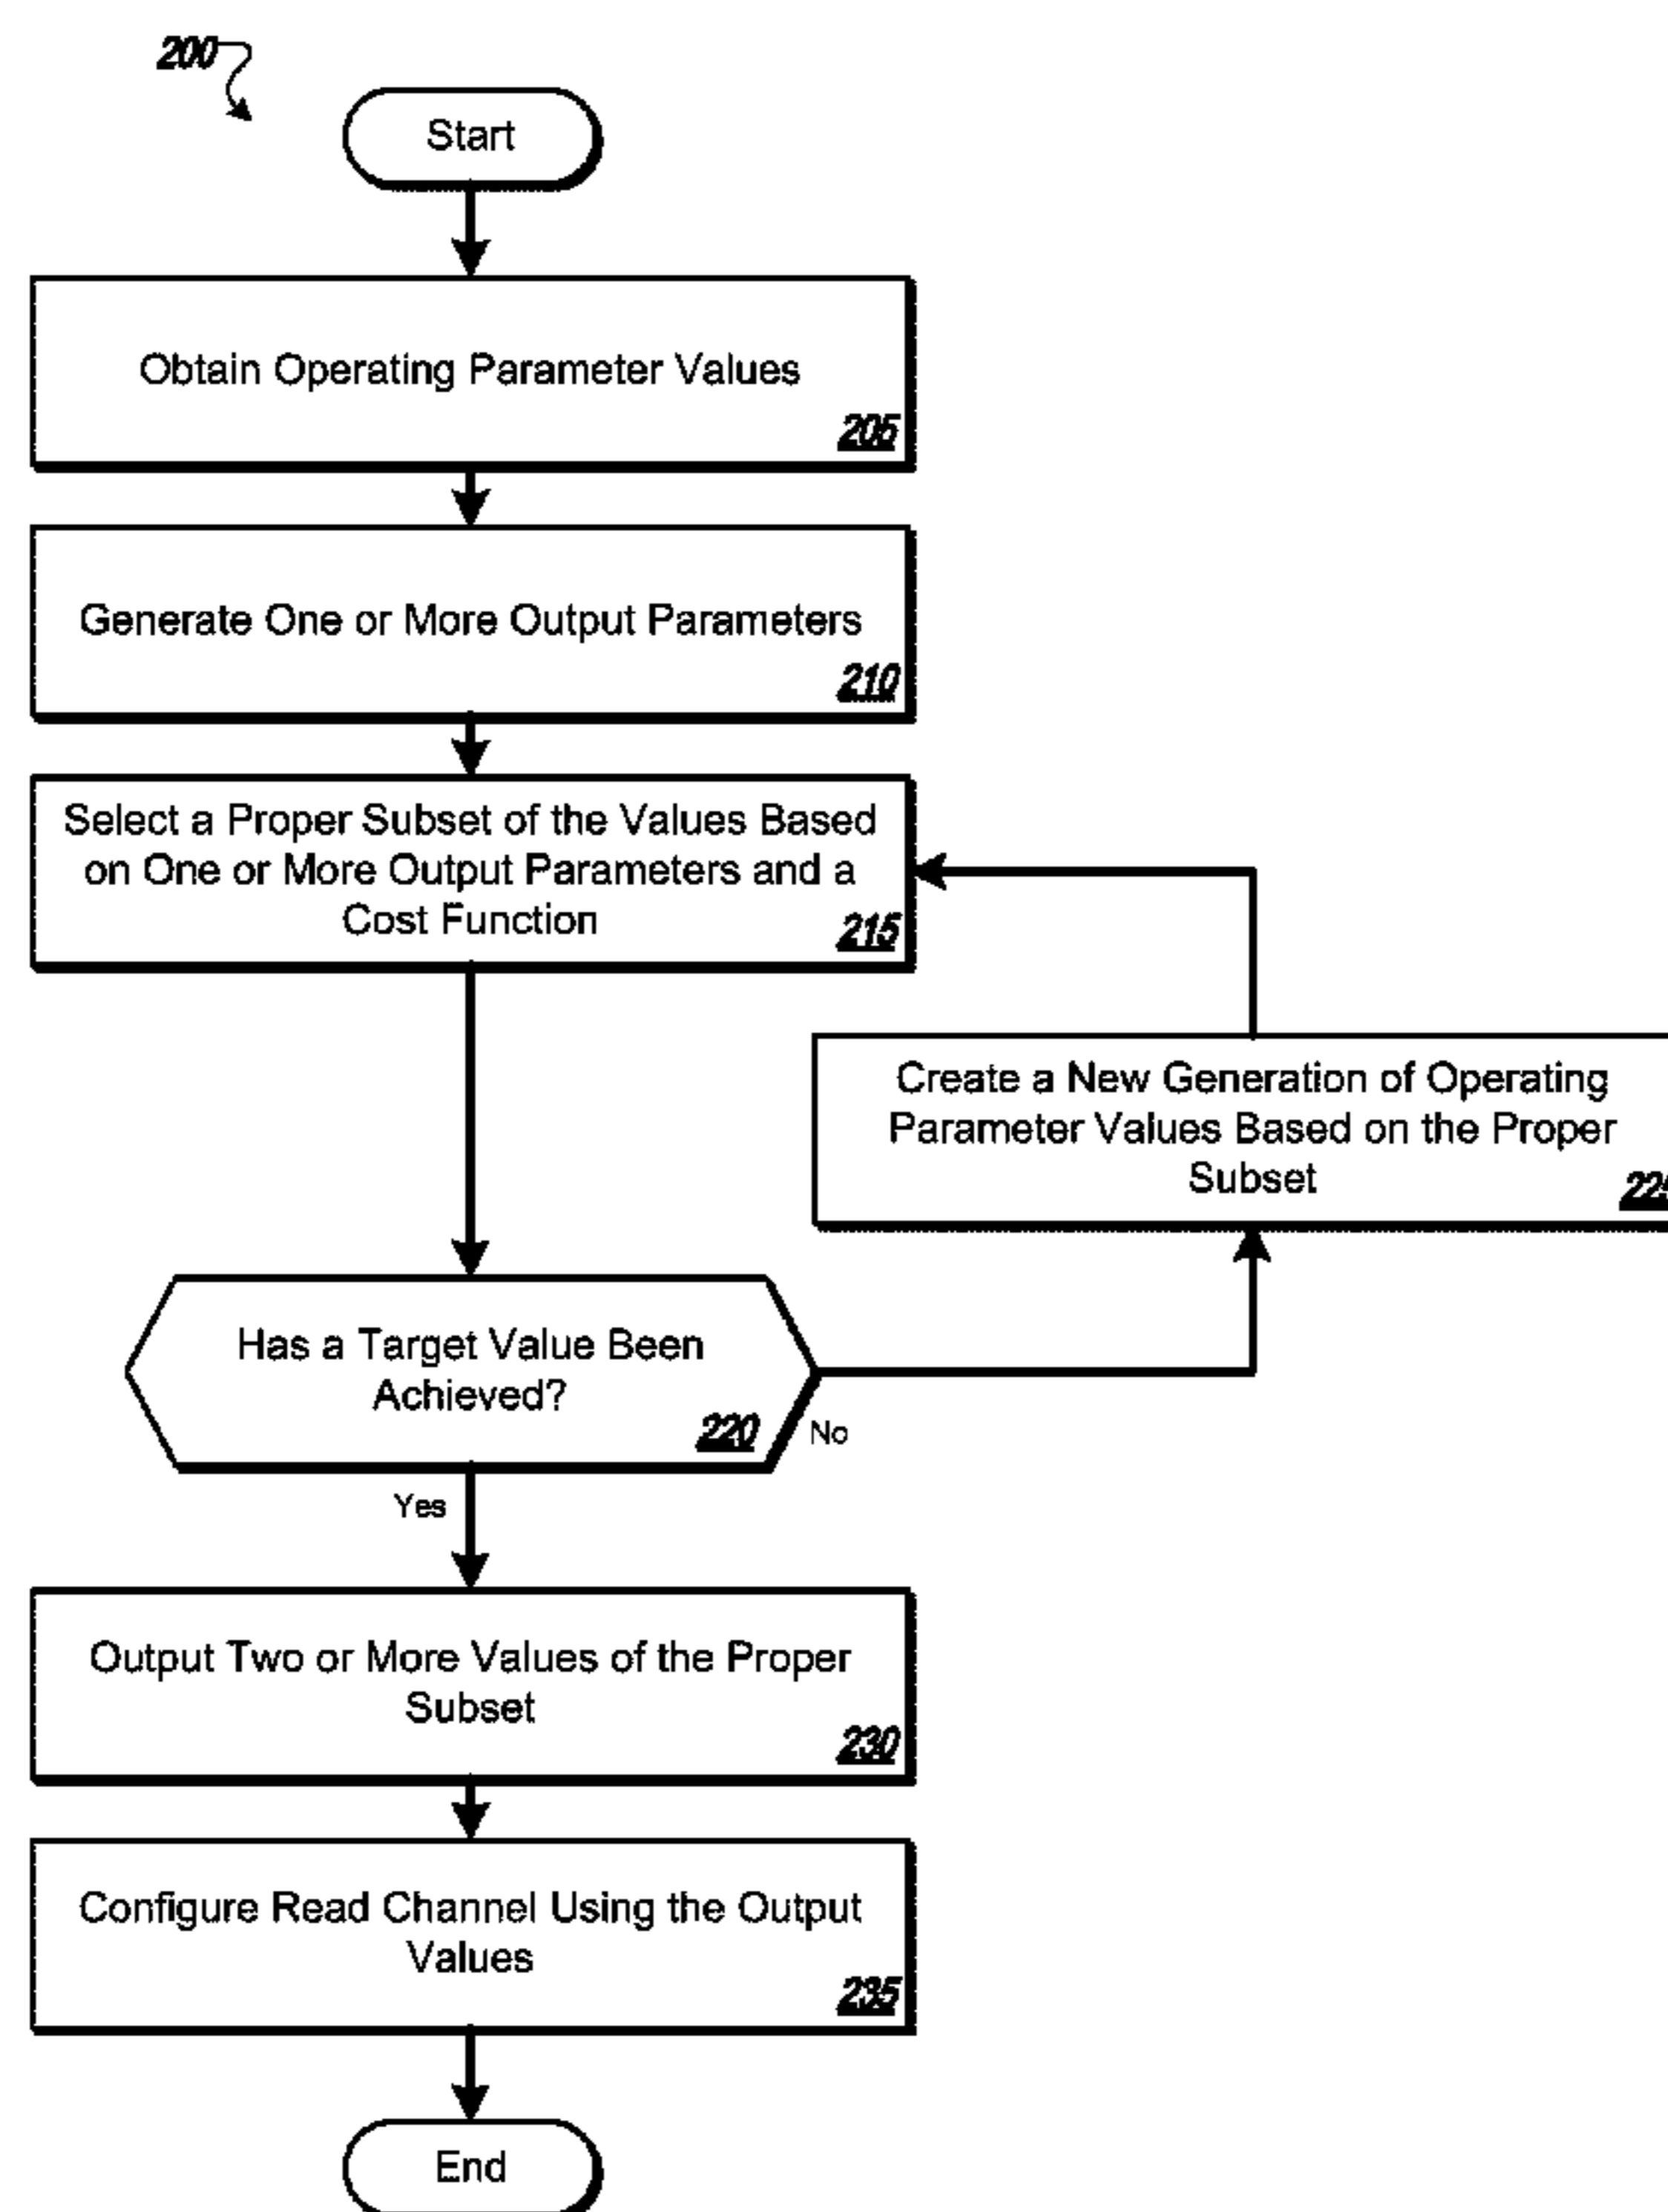 200
Start
Obtain Operating Parameter Values
205
Generate One or More Output Parameters
210
Select a Proper Subset of the Values Based
on One or More Output Parameters and a
Cost Function
215
Create a New Generation of Operating
Parameter Values Based on the Proper
Subset
Has a Target Value Been
Achieved?
220
No
Yes
Output Two or More Values of the Proper
Subset
230
Configure Read Channel Using the Output
Values
235
End